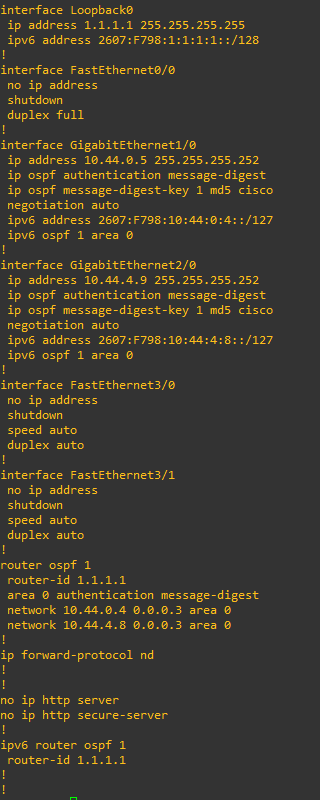 interface Loopback0
ip address 1.1.1.1 255.255.255.255
ipv6 address 2607:F798:1:1:1:1::/128
!
interface FastEthernet0/0
no ip address
shutdown
duplex full
!
interface GigabitEthernet1/0
ip address 10.44.0.5 255.255.255.252
ip ospf authentication message-digest
ip ospf message-digest-key 1 md5 cisco
negotiation auto
ipv6 address 2607:F798:10:44:0:4::/127
ipv6 ospf 1 area 0
!
interface GigabitEthernet2/0
ip address 10.44.4.9 255.255.255.252
ip ospf authentication message-digest
ip ospf message-digest-key 1 md5 cisco
negotiation auto
ipv6 address 2607:F798:10:44:4:8::/127
ipv6 ospf 1 area 0
!
interface FastEthernet3/0
no ip address
shutdown
speed auto
duplex auto
!
interface FastEthernet3/1
no ip address
shutdown
speed auto
duplex auto
!
router ospf 1
router-id 1.1.1.1
area 0 authentication message-digest
network 10.44.0.4 0.0.0.3 area 0
network 10.44.4.8 0.0.0.3 area 0
!
ip forward-protocol nd
!
!
no ip http server
no ip http secure-server
!
ipv6 router ospf 1
router-id 1.1.1.1
!
!